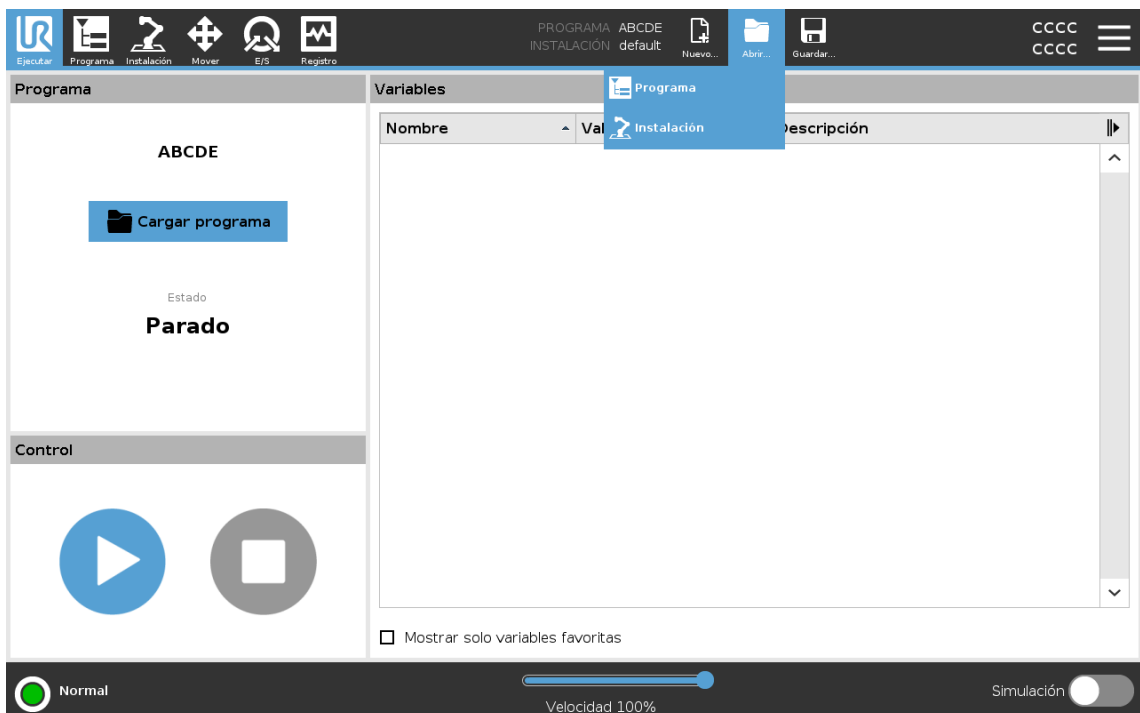 Ejecutar
Programa
Instalación
Mover
E/S
Registro
PROGRAMA ABCDE
INSTALACIÓN default
Nuevo...
Abrir...
Guardar...
CCCC
CCCC
Programa
Instalación
Programa
ABCDE
Cargar programa
Estado
Parado
Control
Variables
Nombre
Descripción
Mostrar solo variables favoritas
Normal
Velocidad 100%
Simulación